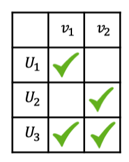 v₁ v₂
U₁ ✓
U₂ ✓
U₃ ✓ ✓